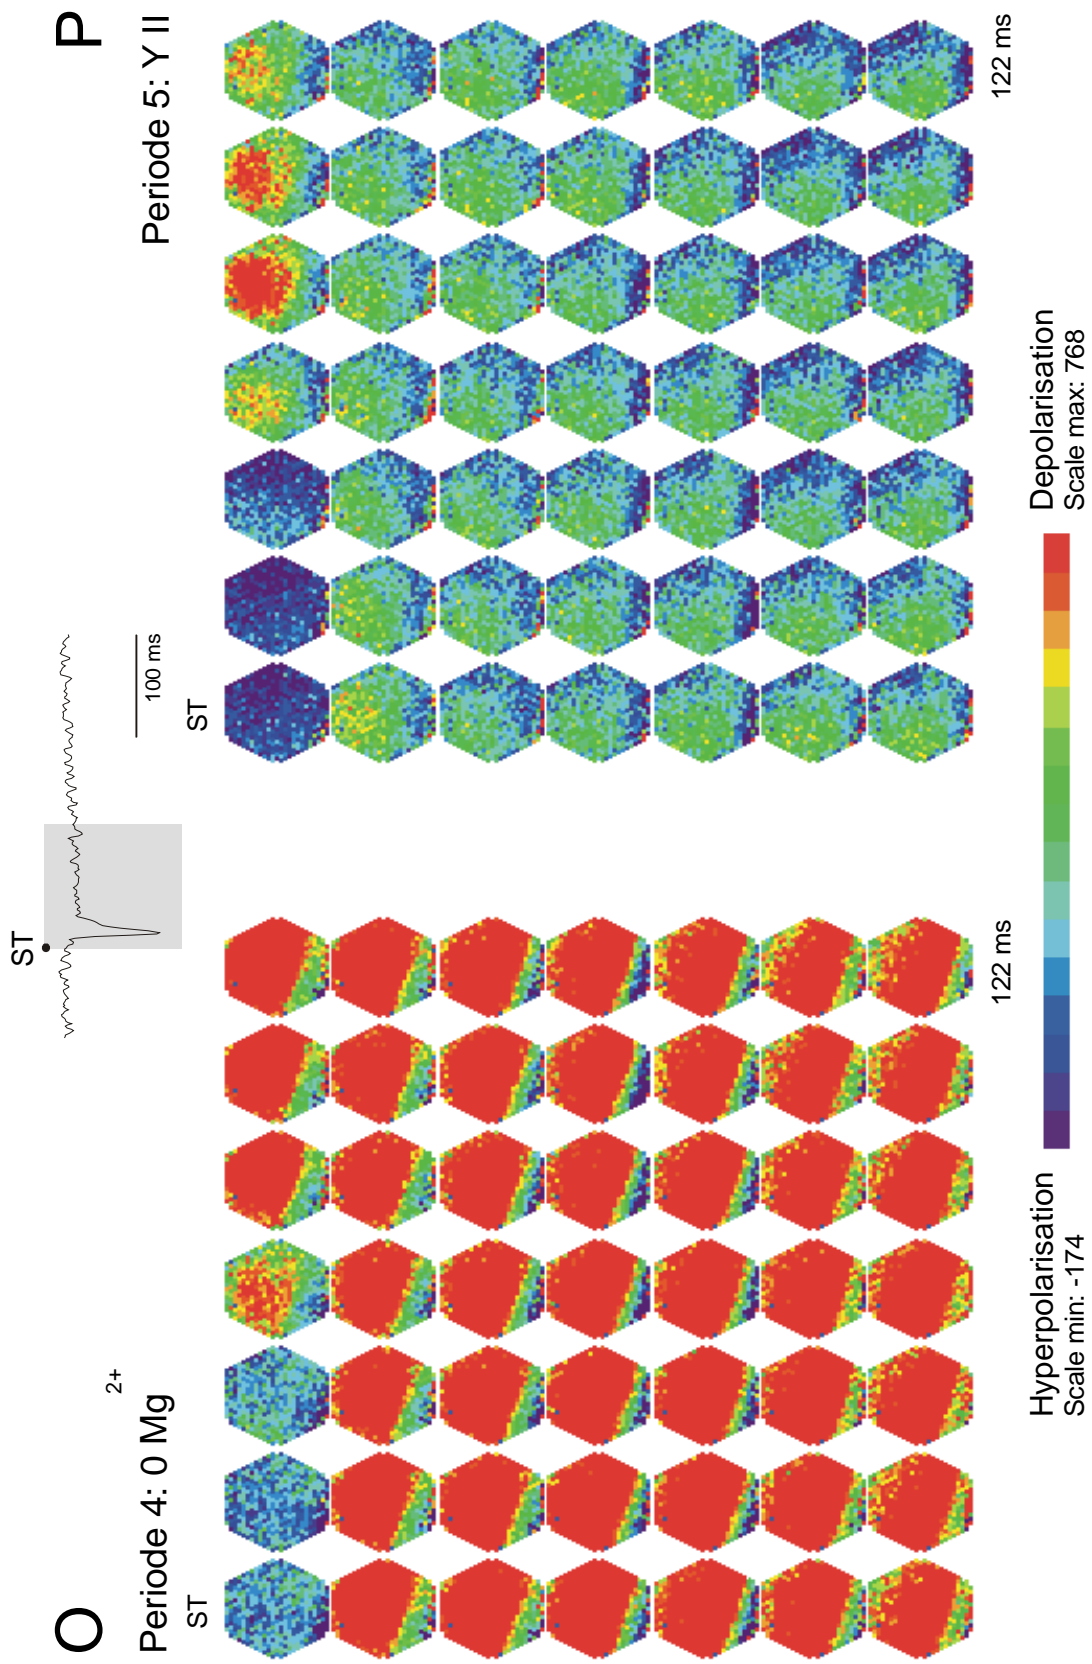 O
Periode 4: 0 Mg2+
ST
122 ms
ST
100 ms
P
Periode 5: Y II
ST
122 ms
Hyperpolarisation
Scale min: -174
Depolarisation
Scale max: 768